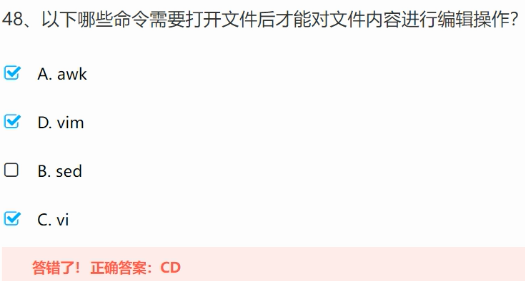 48、以下哪些命令需要打开文件后才能对文件内容进行编辑操作?
A. awk
D. vim
B. sed
C. vi
答错了！正确答案：CD